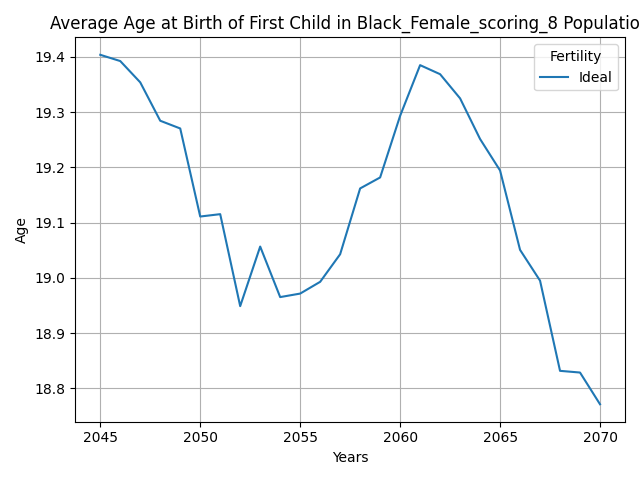 Average Age at Birth of First Child in Black_Female_scoring_8 Populatio
Fertility
Ideal
19.4
19.3
19.2
19.1
19.0
18.9
18.8
Age
2045 2050 2055 2060 2065 2070
Years